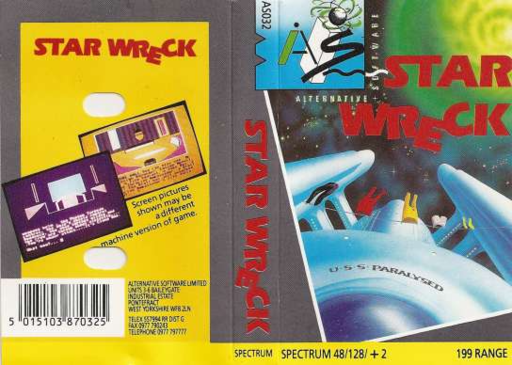 STAR WRECK
Screen pictures
shown may be
a different
machine version of game.
ALTERNATIVE SOFTWARE LIMITED
UNITS 3-6 BAILEYGATE
INDUSTRIAL ESTATE
PONTEFRACT
WEST YORKSHIRE WF8 2LN
TELEX 557994 RR DIST G
FAX 0977 790243
TELEPHONE 0977 797777
5 015103 870325
AS032
STAR WRECK
SPECTRUM
AS
ALTERNATIVE
SOFTWARE
STAR
WRECK
U·S·S·PARALYSED
SPECTRUM 48/128/ + 2
199 RANGE